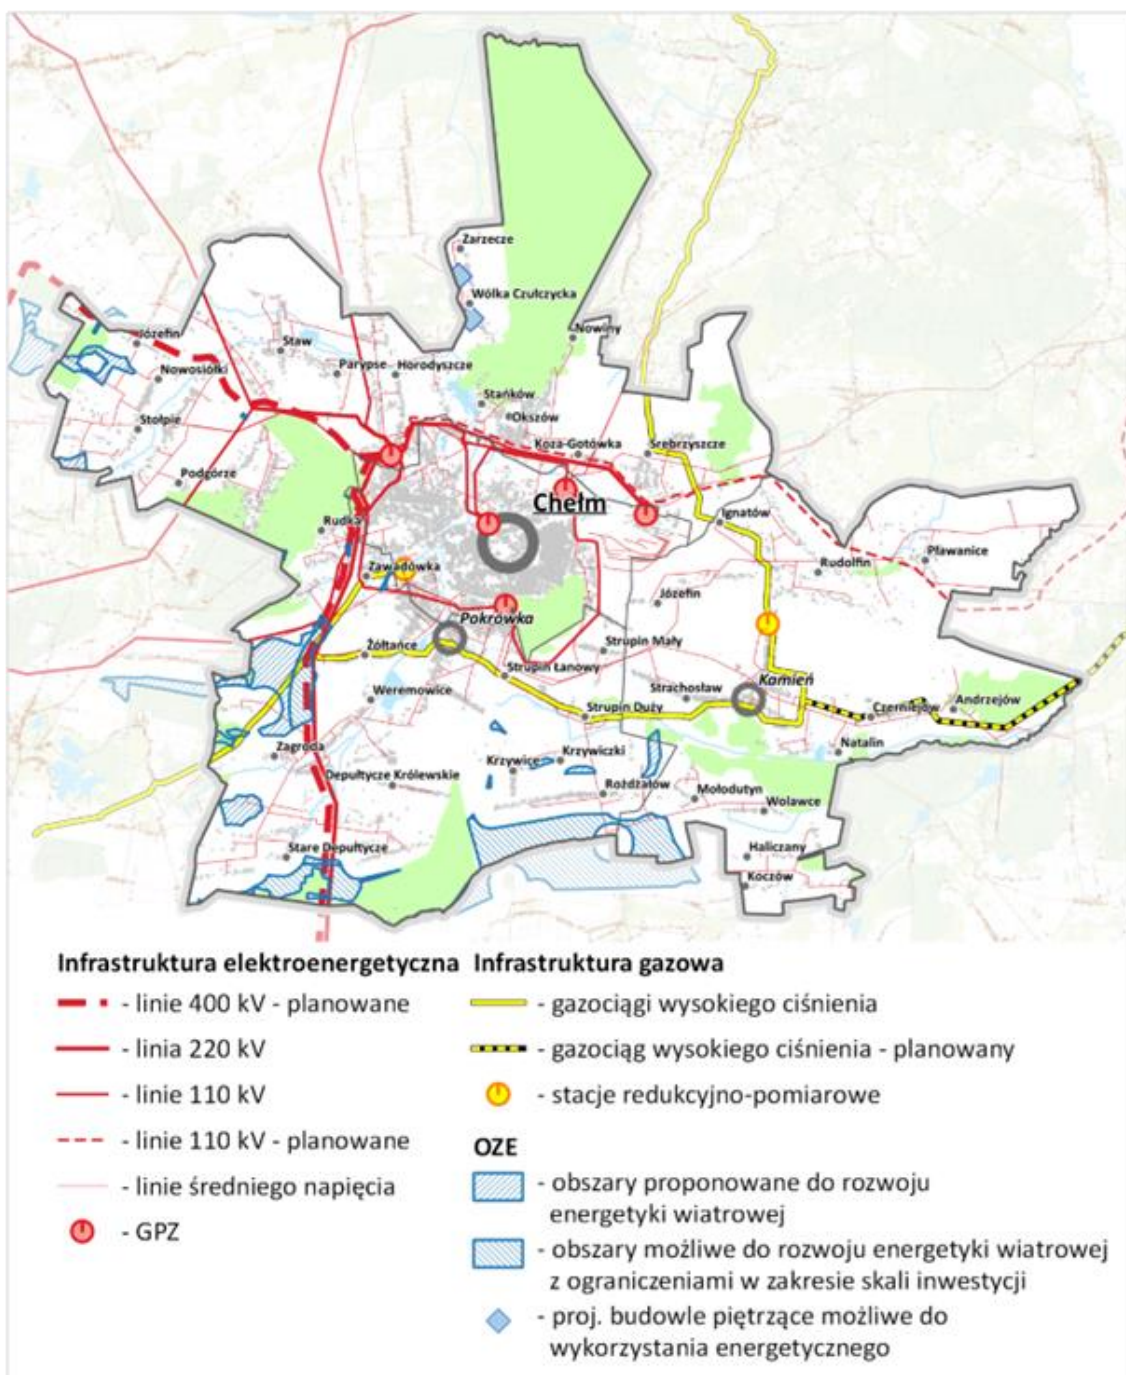 Zarzecze
Wólka Czułczycka
Józefin
Staw
Nowiny
Nowosiółki
Parypse
Horodyszcze
Stańków
Okszów
Stołpie
Koza-Gotówka
Srebrzyszcze
Podgórze
Chełm
Ignatów
Rudka
Pławanice
Zawadówka
Rudolfin
Józefin
Pokrówka
Żółtańce
Strupin Mały
Strupin Łanowy
Kamień
Weremowice
Strachosław
Andrzejów
Strupin Duży
Czerniejów
Zagroda
Krzywiczki
Natalin
Krzywice
Depułtycze Królewskie
Rożdżałów
Mołodutyn
Wolawce
Stare Depułtycze
Haliczany
Koczów
Infrastruktura elektroenergetyczna
- linie 400 kV - planowane
- linia 220 kV
- linie 110 kV
- linie 110 kV - planowane
- linie średniego napięcia
- GPZ
Infrastruktura gazowa
- gazociągi wysokiego ciśnienia
- gazociąg wysokiego ciśnienia - planowany
- stacje redukcyjno-pomiarowe
OZE
- obszary proponowane do rozwoju
energetyki wiatrowej
- obszary możliwe do rozwoju energetyki wiatrowej
z ograniczeniami w zakresie skali inwestycji
- proj. budowle piętrzące możliwe do
wykorzystania energetycznego